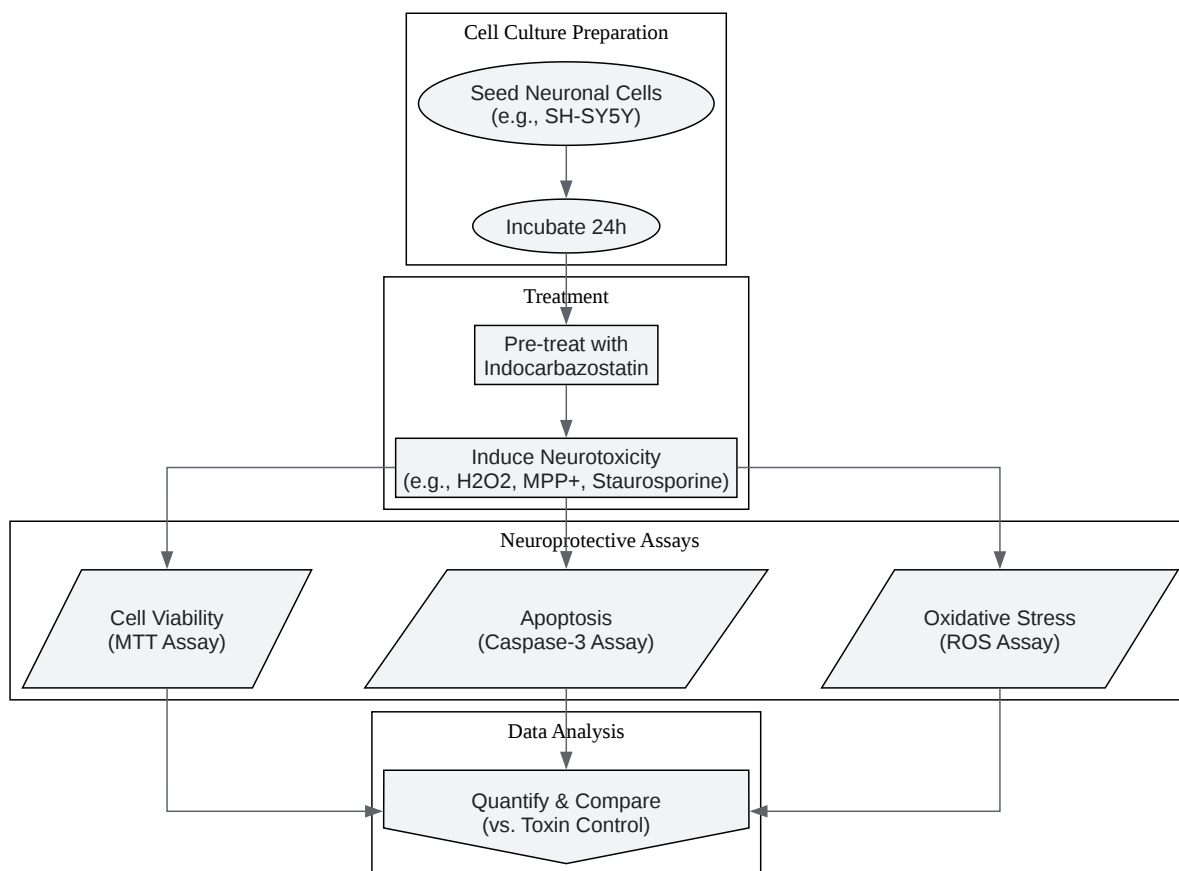 Cell Culture Preparation
Seed Neuronal Cells
(e.g., SH-SY5Y)
Incubate 24h
Treatment
Pre-treat with
Indocarbazostatin
Induce Neurotoxicity
(e.g., H2O2, MPP+, Staurosporine)
Neuroprotective Assays
Cell Viability
(MTT Assay)
Apoptosis
(Caspase-3 Assay)
Oxidative Stress
(ROS Assay)
Data Analysis
Quantify & Compare
(vs. Toxin Control)